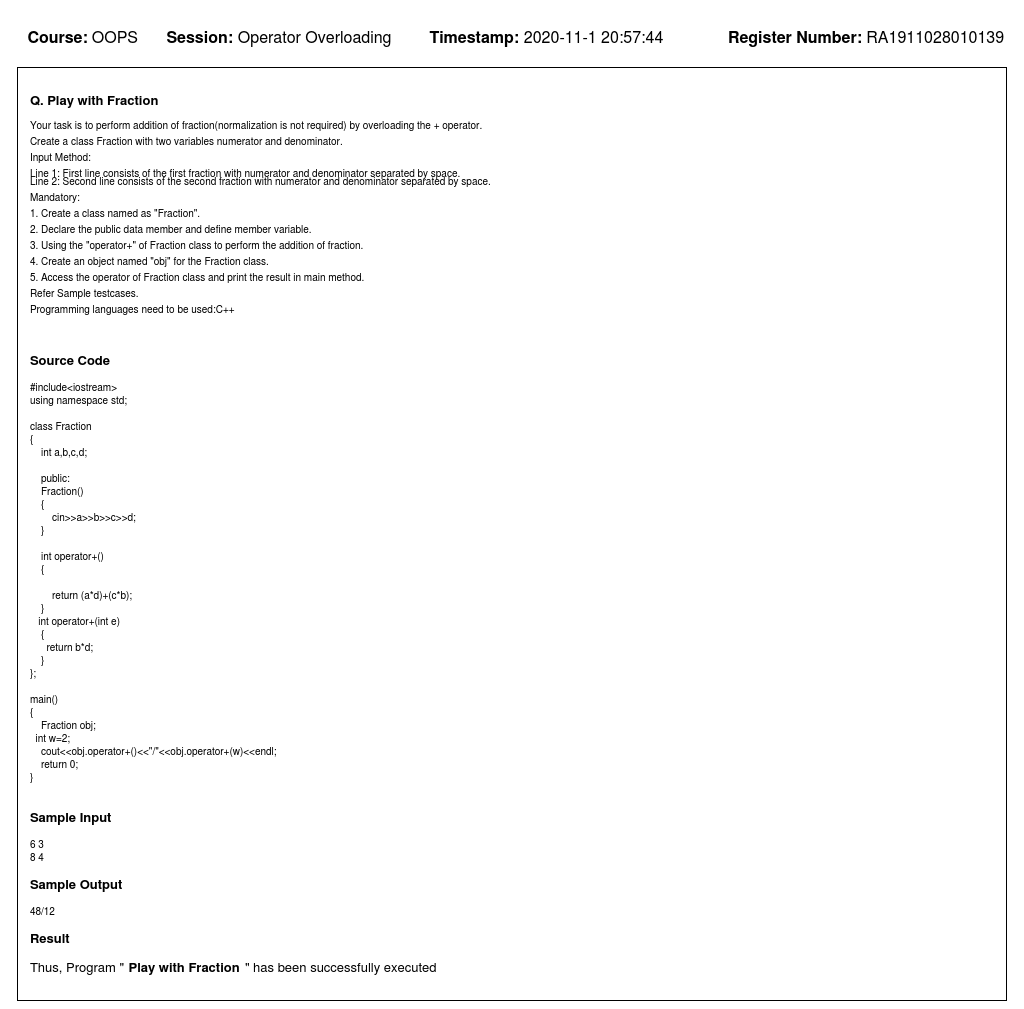 Course: OOPS Session: Operator Overloading Timestamp: 2020-11-1 20:57:44 Register Number: RA1911028010139
Q. Play with Fraction
Your task is to perform addition of fraction(normalization is not required) by overloading the + operator.
Create a class Fraction with two variables numerator and denominator.
Input Method:
Line 1: First line consists of the first fraction with numerator and denominator separated by space.
Line 2: Second line consists of the second fraction with numerator and denominator separated by space.
Mandatory:
1. Create a class named as "Fraction".
2. Declare the public data member and define member variable.
3. Using the "operator+" of Fraction class to perform the addition of fraction.
4. Create an object named "obj" for the Fraction class.
5. Access the operator of Fraction class and print the result in main method.
Refer Sample testcases.
Programming languages need to be used:C++
Source Code
#include<iostream>
using namespace std;
class Fraction
{
int a,b,c,d;
public:
Fraction()
{
cin>>a>>b>>c>>d;
}
int operator+()
{
return (a*d)+(c*b);
}
int operator+(int e)
{
return b*d;
}
};
main()
{
Fraction obj;
int w=2;
cout<<obj.operator+()<<"/"<<obj.operator+(w)<<endl;
return 0;
}
Sample Input
6 3
8 4
Sample Output
48/12
Result
Thus, Program " Play with Fraction " has been successfully executed